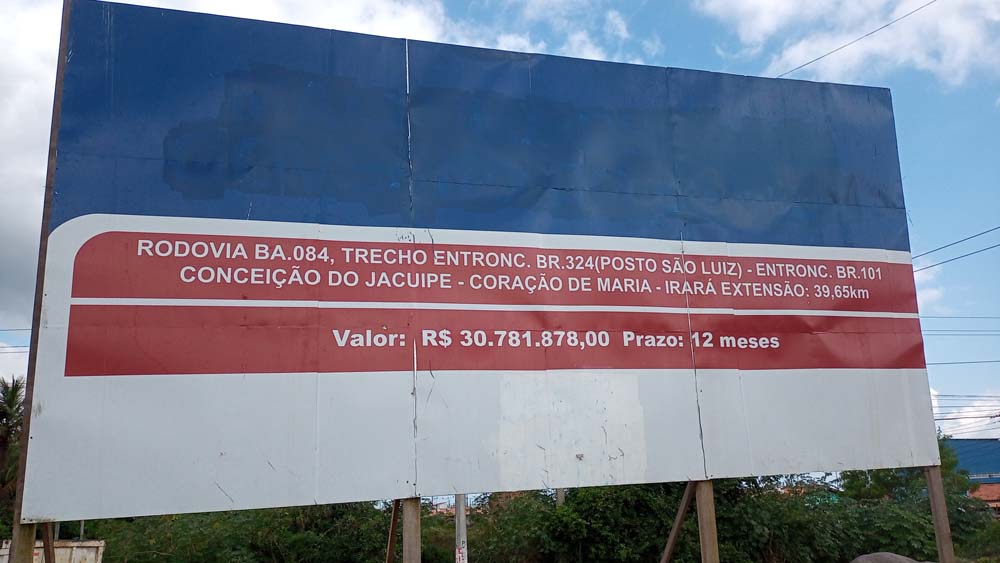 RODOVIA BA.084, TRECHO ENTRONC. BR.324(POSTO SÃO LUIZ) - ENTRONC. BR.101
CONCEIÇÃO DO JACUIPE - CORAÇÃO DE MARIA - IRARÁ EXTENSÃO: 39,65km
Valor: R$ 30.781.878,00 Prazo: 12 meses